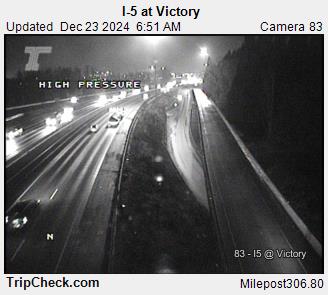 I-5 at Victory
Updated Dec 23 2024 6:51 AM Camera 83
HIGH PRESSURE
N
83 - I5 @ Victory
TripCheck.com Milepost306.80